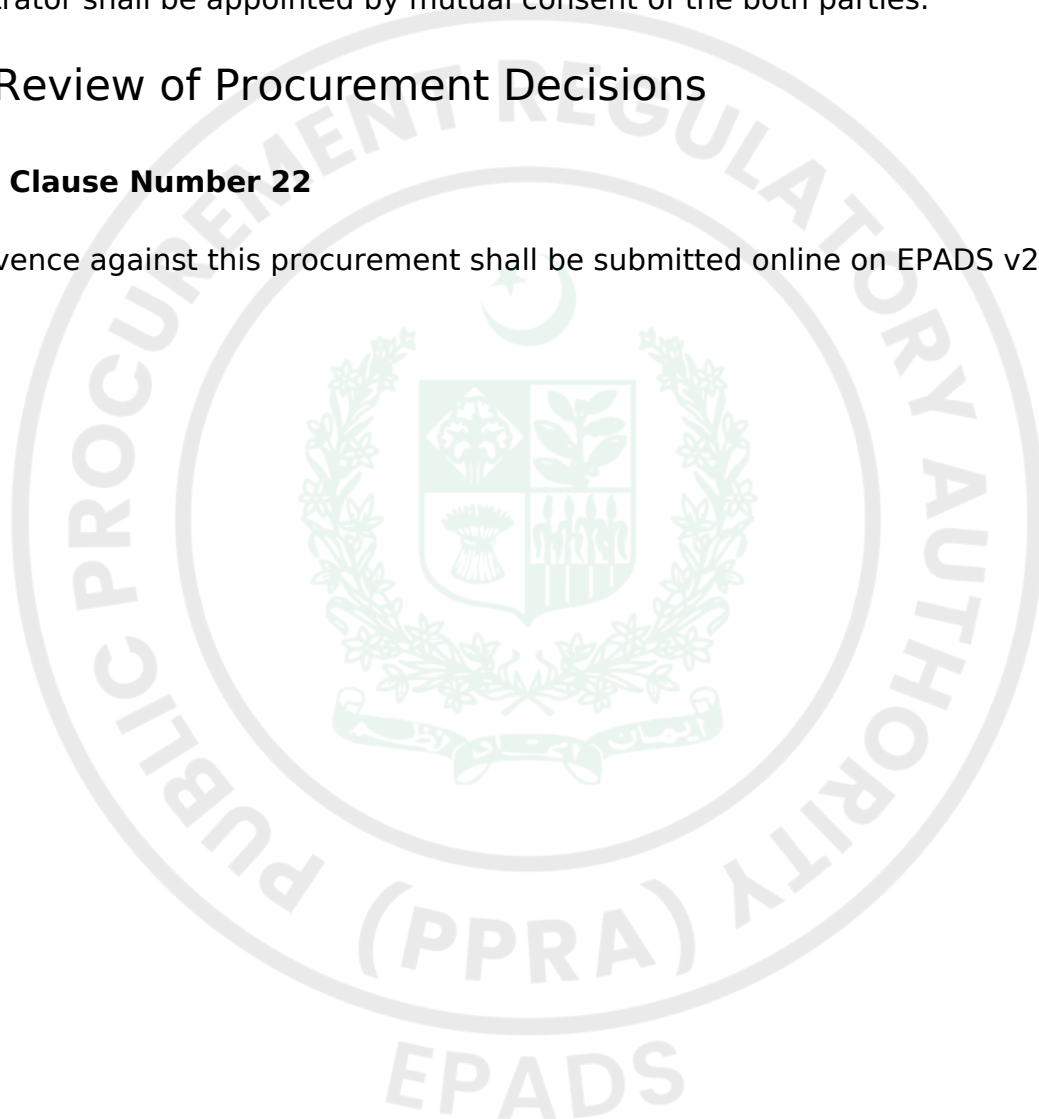 trator shall be appointed by mutual consent of the both parties.
Review of Procurement Decisions
Clause Number 22
vence against this procurement shall be submitted online on EPADS v2
PUBLIC PROCUREMENT REGULATORY AUTHORITY
(PPRA)
EPADS